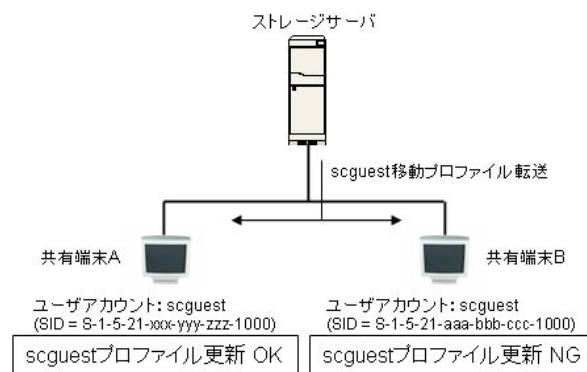 ストレージサーバ
scguest移動プロファイル転送
共有端末A
共有端末B
ユーザアカウント: scguest
(SID = S-1-5-21-xxx-yyy-zzz-1000)
ユーザアカウント: scguest
(SID = S-1-5-21-aaa-bbb-ccc-1000)
scguestプロファイル更新 OK
scguestプロファイル更新 NG